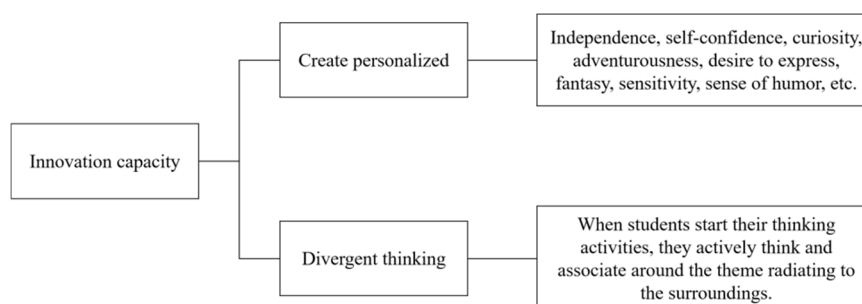 Innovation capacity
Create personalized
Independence, self-confidence, curiosity,
adventurousness, desire to express,
fantasy, sensitivity, sense of humor, etc.
Divergent thinking
When students start their thinking
activities, they actively think and
associate around the theme radiating to
the surroundings.